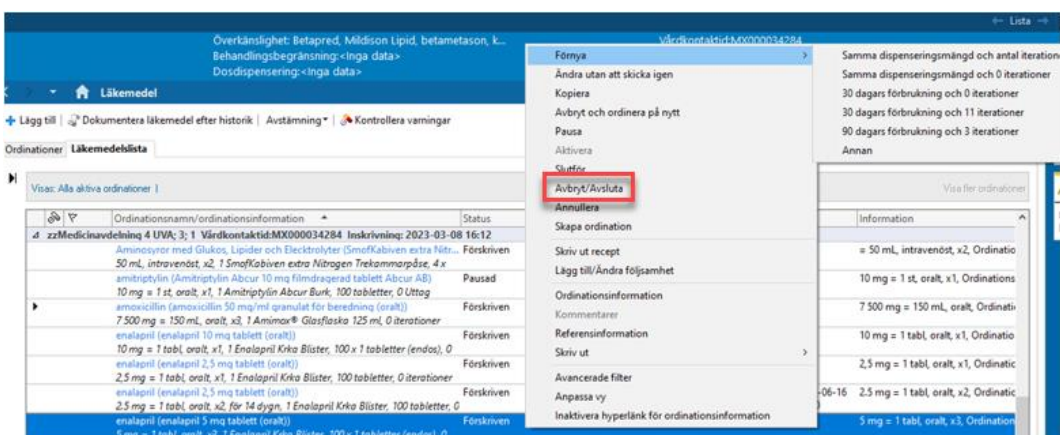 Lista
Överkänslighet: Betapred, Mildison Lipid, betametason, k...
Vårdkontaktid:MX000034284
Behandlingsbegränsning:<Inga data>
Dosdispensering:<Inga data>
Läkemedel
Lägg till | Dokumentera läkemedel efter historik | Avstämning | Kontrollera varningar
Ordinationer Läkemedelslista
Visas: Alla aktiva ordinationer
Visa fler ordinationer
Ordinationsnamn/ordinationsinformation Status Information
zzMedicinavdelning 4 UVA; 3; 1 Vårdkontaktid:MX000034284 Inskrivning: 2023-03-08 16:12
Aminosyror med Glukos, Lipider och Elecktrolyter (SmofKabiven extra Nitr... Förskriven = 50 mL, intravenöst, x2, Ordinatio
50 mL, intravenöst, x2, 1 SmofKabiven extra Nitrogen Trekammarpåse, 4 x
amitriptylin (Amitriptylin Abcur 10 mg filmdragerad tablett Abcur AB) Pausad 10 mg = 1 st, oralt, x1, Ordinations
10 mg = 1 st, oralt, x1, 1 Amitriptylin Abcur Burk, 100 tabletter, 0 Uttag
amoxicillin (amoxicillin 50 mg/ml granulat för beredning (oralt)) Förskriven 7 500 mg = 150 mL, oralt, Ordinati
7 500 mg = 150 mL, oralt, x3, 1 Amimox® Glasflaska 125 ml, 0 iterationer
enalapril (enalapril 10 mg tablett (oralt)) Förskriven 10 mg = 1 tabl, oralt, x1, Ordinatio
10 mg = 1 tabl, oralt, x1, 1 Enalapril Krka Blister, 100 x 1 tabletter (endos), 0
enalapril (enalapril 2,5 mg tablett (oralt)) Förskriven 2,5 mg = 1 tabl, oralt, x1, Ordinatic
2,5 mg = 1 tabl, oralt, x1, 1 Enalapril Krka Blister, 100 tabletter, 0 iterationer
enalapril (enalapril 2,5 mg tablett (oralt)) Förskriven -06-16 2.5 mg = 1 tabl, oralt, x2, Ordinatic
2.5 mg = 1 tabl, oralt, x2, för 14 dygn, 1 Enalapril Krka Blister, 100 tabletter, 0
enalapril (enalapril 5 mg tablett (oralt)) Förskriven 5 mg = 1 tabl, oralt, x3, Ordination
5 mg = 1 tabl, oralt, x3, 1 Enalapril Krka Blister, 100 x 1 tabletter (endos), 0
Förnya
Ändra utan att skicka igen
Kopiera
Avbryt och ordinera på nytt
Pausa
Aktivera
Slutför
Avbryt/Avsluta
Annullera
Skapa ordination
Skriv ut recept
Lägg till/Ändra följsamhet
Ordinationsinformation
Kommentarer
Referensinformation
Skriv ut
Avancerade filter
Anpassa vy
Inaktivera hyperlänk för ordinationsinformation
Samma dispenseringsmängd och antal iteration
Samma dispenseringsmängd och 0 iterationer
30 dagars förbrukning och 0 iterationer
30 dagars förbrukning och 11 iterationer
90 dagars förbrukning och 3 iterationer
Annan